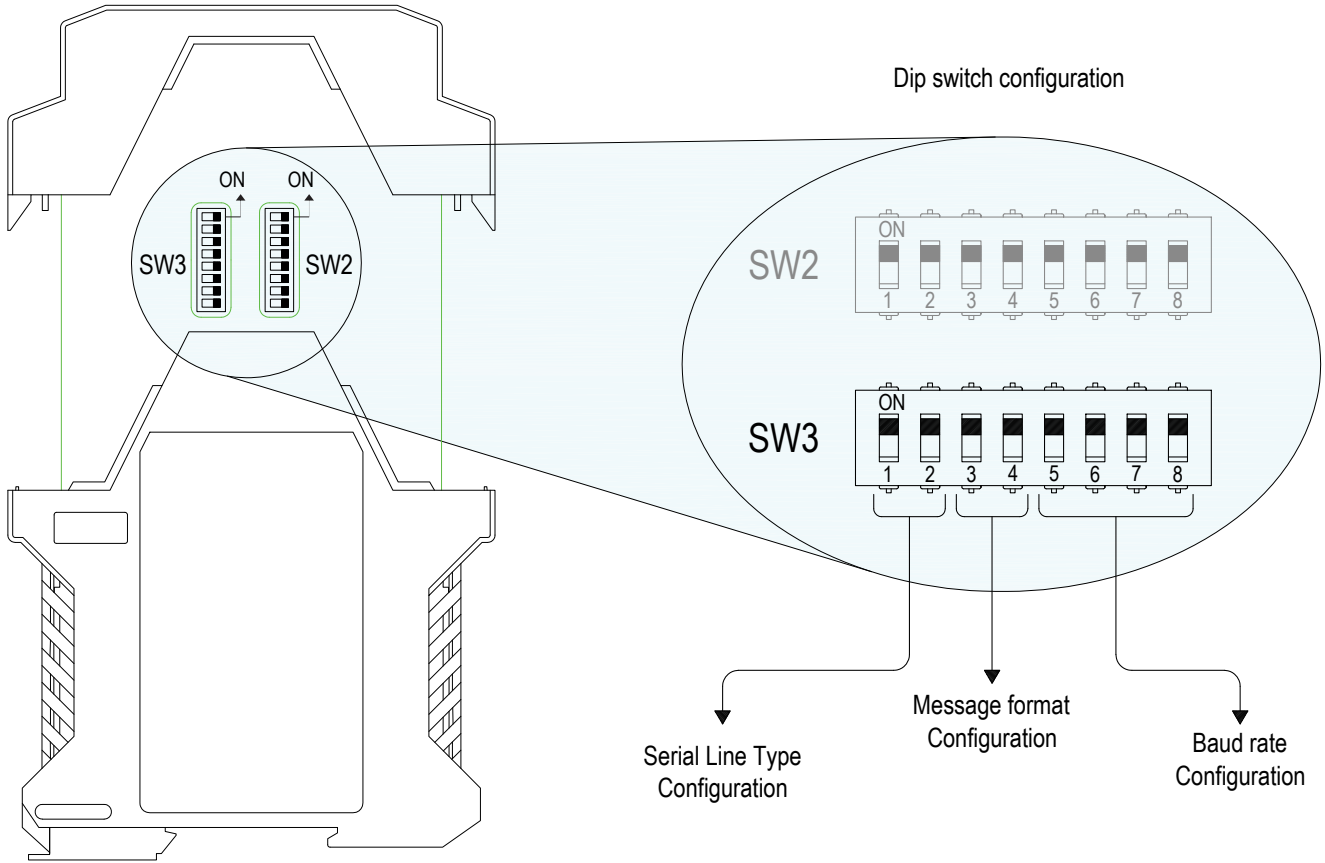 Dip switch configuration
ON ON
SW3 SW2
SW2
ON
1 2 3 4 5 6 7 8
SW3
ON
1 2 3 4 5 6 7 8
Serial Line Type
Configuration
Message format
Configuration
Baud rate
Configuration